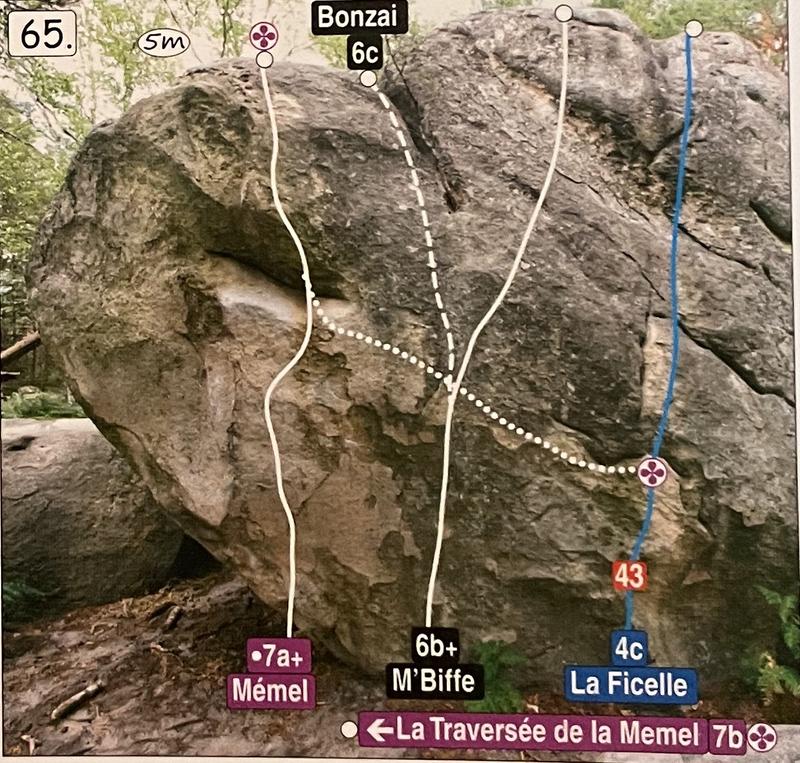 65.
5m
Bonzai
6c
43
•7a+
Mémel
6b+
M'Biffe
4c
La Ficelle
←La Traversée de la Memel 7b